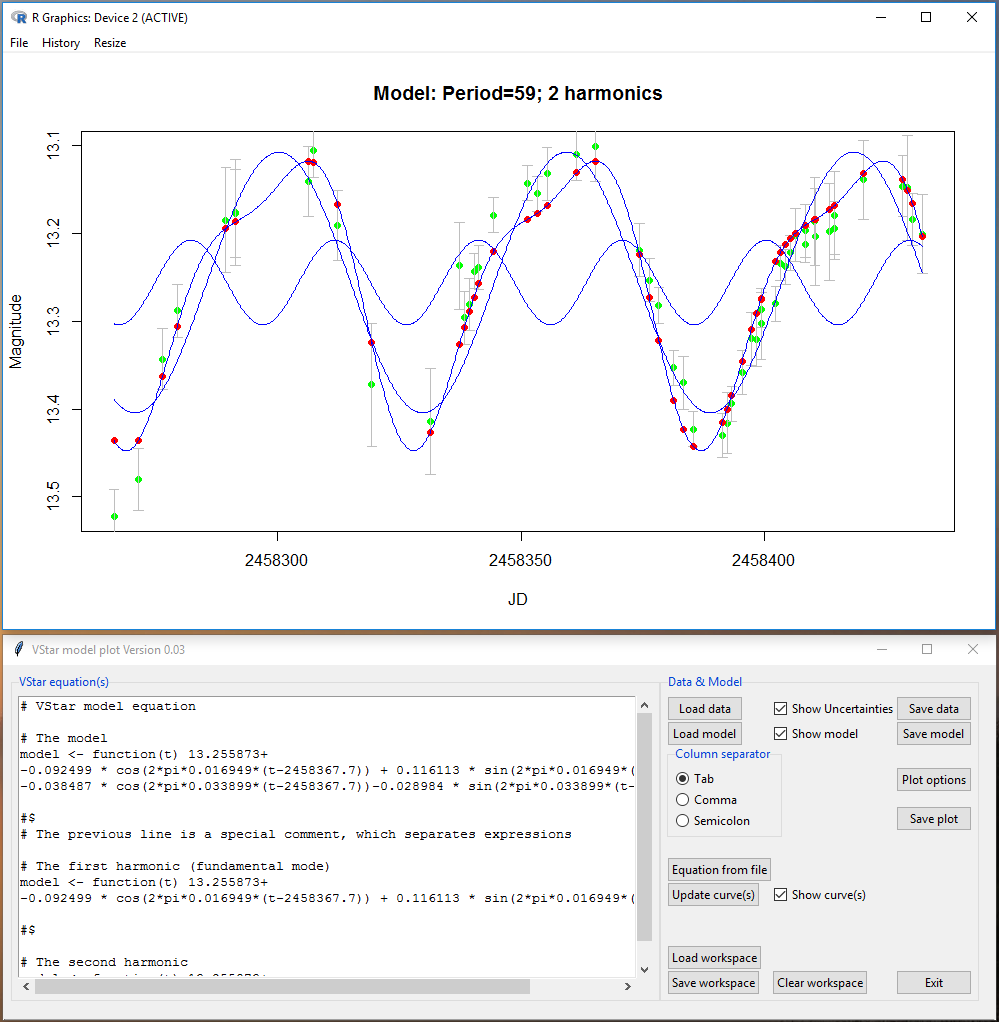 R Graphics: Device 2 (ACTIVE)
File History Resize
Model: Period=59; 2 harmonics
13.1
13.2
13.3
13.4
13.5
Magnitude
2458300 2458350 2458400
JD
VStar model plot Version 0.03
VStar equation(s)
# VStar model equation
# The model
model <- function(t) 13.255873+
-0.092499 * cos(2*pi*0.016949*(t-2458367.7)) + 0.116113 * sin(2*pi*0.016949*(
-0.038487 * cos(2*pi*0.033899*(t-2458367.7))-0.028984 * sin(2*pi*0.033899*(t-
#$
# The previous line is a special comment, which separates expressions
# The first harmonic (fundamental mode)
model <- function(t) 13.255873+
-0.092499 * cos(2*pi*0.016949*(t-2458367.7)) + 0.116113 * sin(2*pi*0.016949*(
#$
# The second harmonic
Data & Model
Load data Show Uncertainties Save data
Load model Show model Save model
Column separator
Tab
Comma
Semicolon
Plot options
Save plot
Equation from file
Update curve(s) Show curve(s)
Load workspace
Save workspace Clear workspace Exit